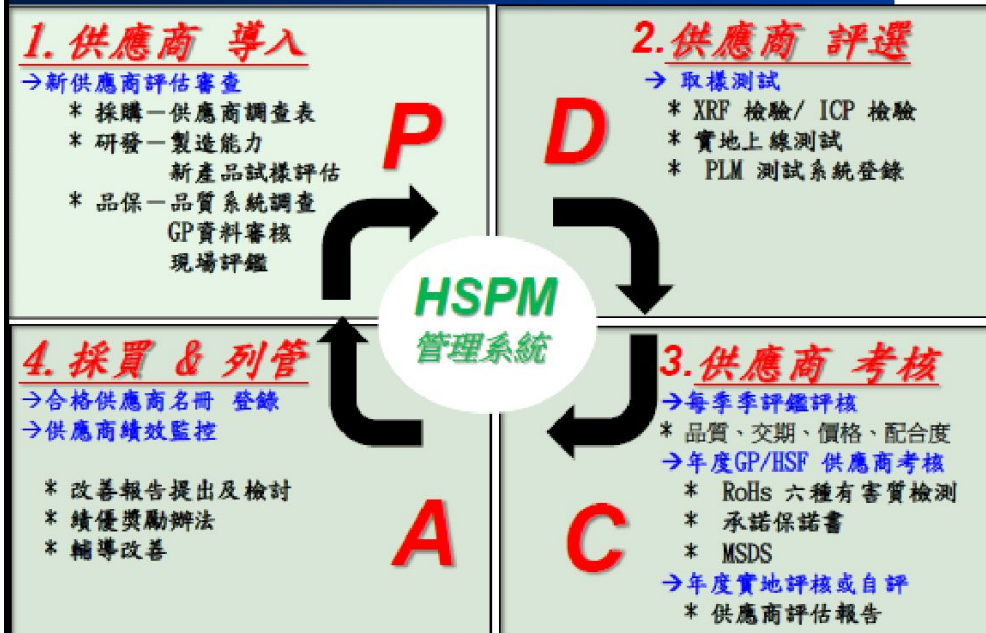 1. 供應商 導入
→新供應商評估審查
* 採購－供應商調查表
* 研發－製造能力
新產品試樣評估
* 品保－品質系統調查
GP資料審核
現場評鑑
P
2.供應商 評選
→ 取樣測試
* XRF 檢驗/ ICP 檢驗
* 實地上線測試
* PLM 測試系統登錄
D
HSPM
管理系統
3.供應商 考核
→每季季評鑑評核
* 品質、交期、價格、配合度
→年度GP/HSF 供應商考核
* RoHs 六種有害質檢測
* 承諾保諾書
* MSDS
→年度實地評核或自評
* 供應商評估報告
C
4. 採買 & 列管
→合格供應商名冊 登錄
→供應商績效監控
* 改善報告提出及檢討
* 績優獎勵辦法
* 輔導改善
A